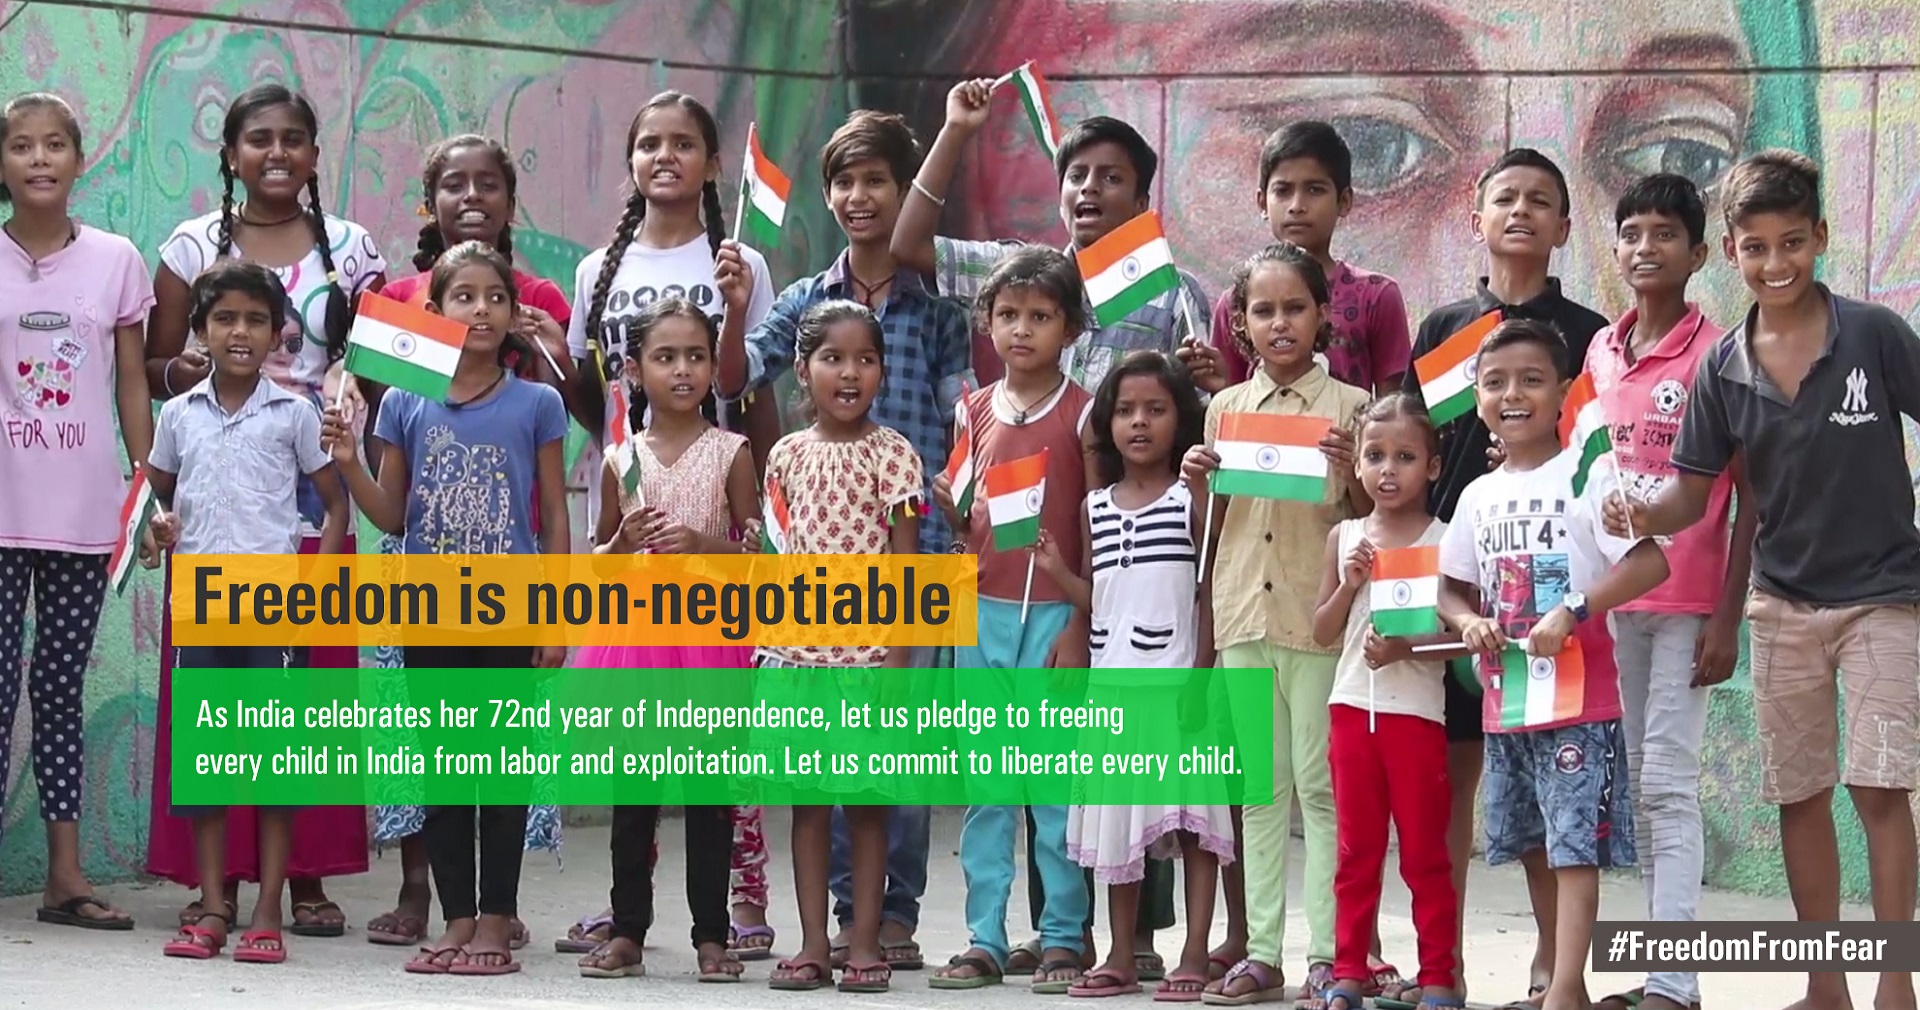 FOR YOU
BUILT 4
URBA
Freedom is non-negotiable
As India celebrates her 72nd year of Independence, let us pledge to freeing
every child in India from labor and exploitation. Let us commit to liberate every child.
#FreedomFromFear